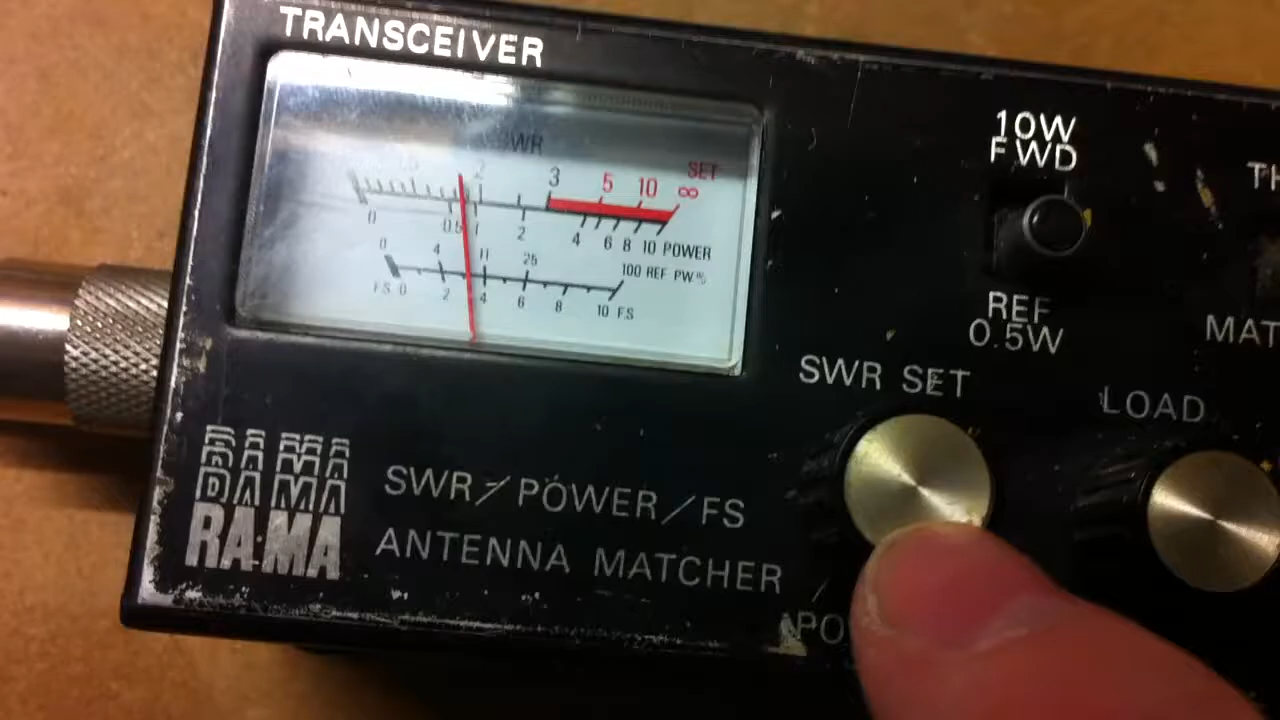 TRANSCEIVER
SWR
2 3 5 10 SET ∞
0 0.5 1 2 4 6 8 10 POWER
0 4 11 25 100 REF PW.%
FS 0 2 4 6 8 10 FS
10W
FWD
REF
0.5W
SWR SET
LOAD
RAMA
SWR/POWER/FS
ANTENNA MATCHER